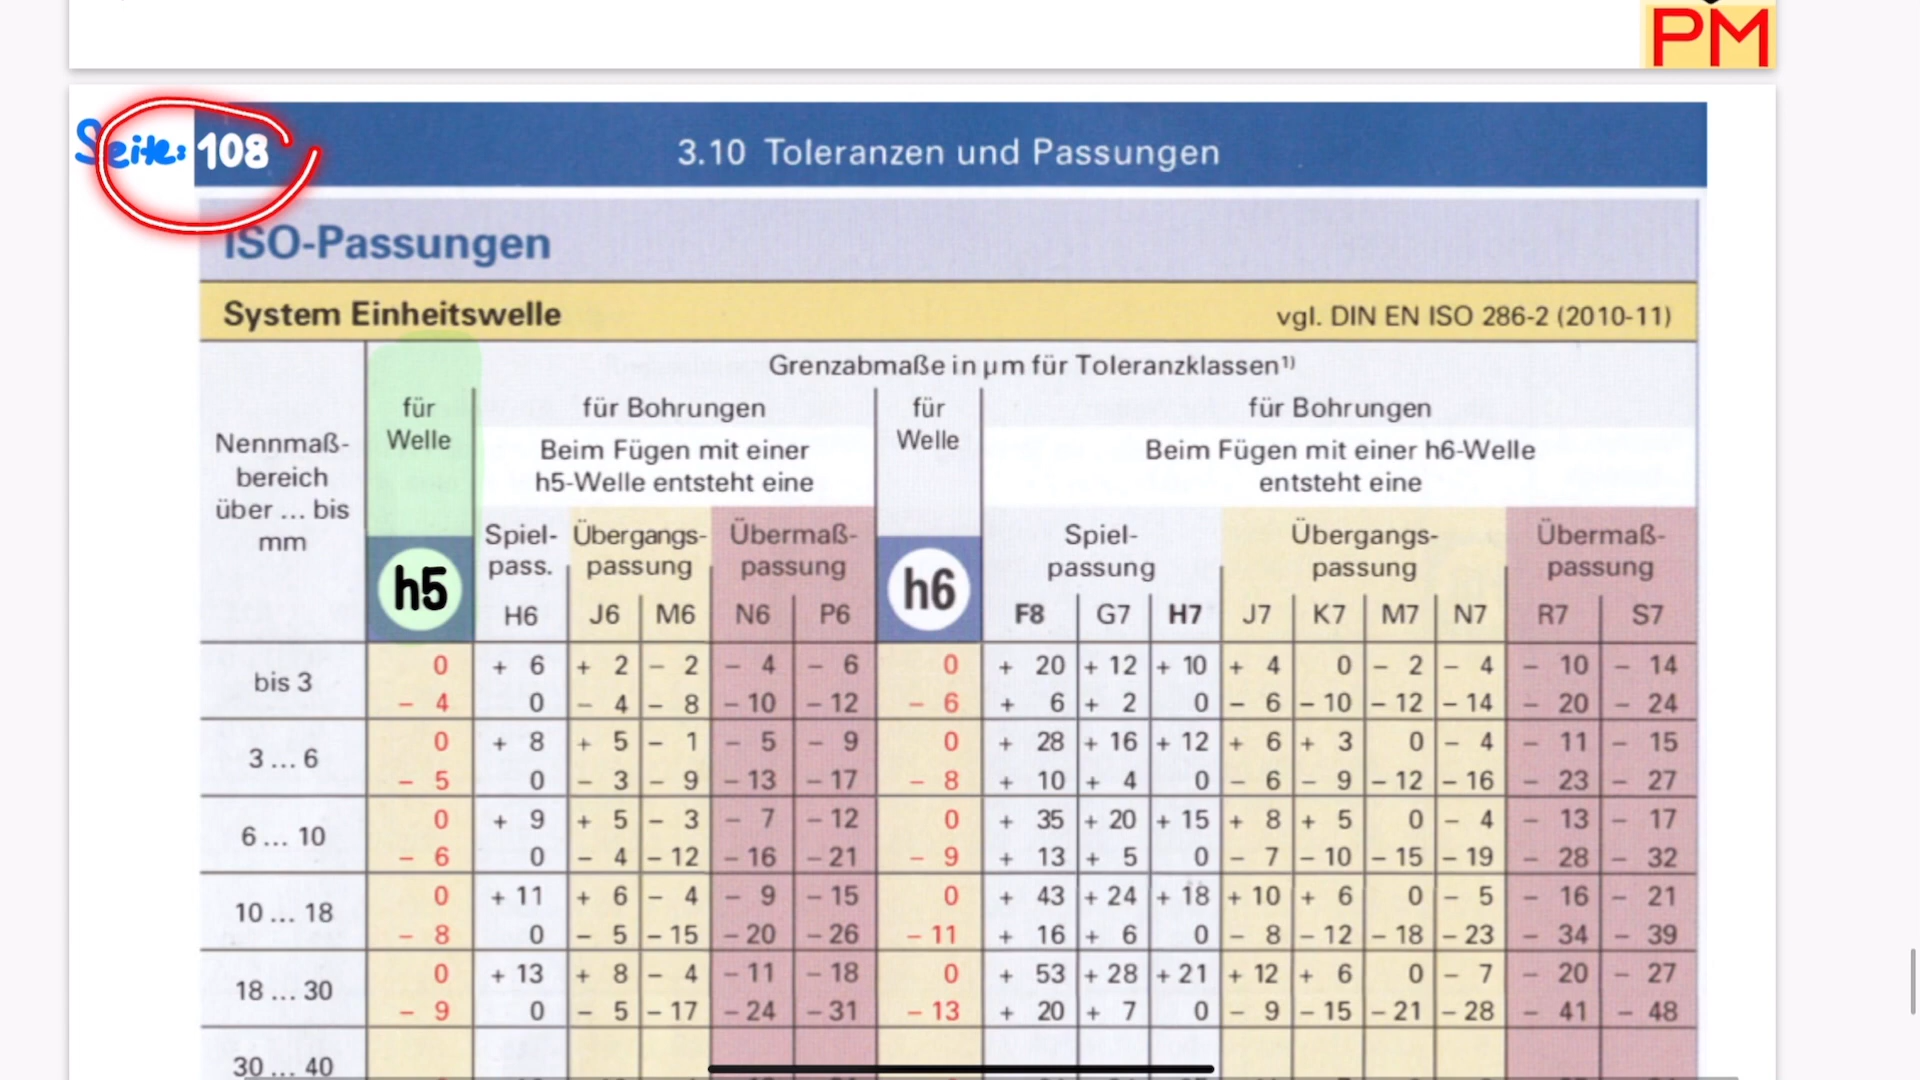 PM
Seite: 108
3.10 Toleranzen und Passungen
ISO-Passungen
System Einheitswelle vgl. DIN EN ISO 286-2 (2010-11)
Grenzabmaße in µm für Toleranzklassen¹⁾
Nennmaß-
bereich
über ... bis
mm
für
Welle
h5
für Bohrungen
Beim Fügen mit einer
h5-Welle entsteht eine
Spiel-
pass.
Übergangs-
passung
Übermaß-
passung
H6 J6 M6 N6 P6
für
Welle
h6
für Bohrungen
Beim Fügen mit einer h6-Welle
entsteht eine
Spiel-
passung
Übergangs-
passung
Übermaß-
passung
F8 G7 H7 J7 K7 M7 N7 R7 S7
bis 3
0 + 6 + 2 − 2 − 4 − 6 0 + 20 + 12 + 10 + 4 0 − 2 − 4 − 10 − 14
− 4 0 − 4 − 8 − 10 − 12 − 6 + 6 + 2 0 − 6 − 10 − 12 − 14 − 20 − 24
3 ... 6
0 + 8 + 5 − 1 − 5 − 9 0 + 28 + 16 + 12 + 6 + 3 0 − 4 − 11 − 15
− 5 0 − 3 − 9 − 13 − 17 − 8 + 10 + 4 0 − 6 − 9 − 12 − 16 − 23 − 27
6 ... 10
0 + 9 + 5 − 3 − 7 − 12 0 + 35 + 20 + 15 + 8 + 5 0 − 4 − 13 − 17
− 6 0 − 4 − 12 − 16 − 21 − 9 + 13 + 5 0 − 7 − 10 − 15 − 19 − 28 − 32
10 ... 18
0 + 11 + 6 − 4 − 9 − 15 0 + 43 + 24 + 18 + 10 + 6 0 − 5 − 16 − 21
− 8 0 − 5 − 15 − 20 − 26 − 11 + 16 + 6 0 − 8 − 12 − 18 − 23 − 34 − 39
18 ... 30
0 + 13 + 8 − 4 − 11 − 18 0 + 53 + 28 + 21 + 12 + 6 0 − 7 − 20 − 27
− 9 0 − 5 − 17 − 24 − 31 − 13 + 20 + 7 0 − 9 − 15 − 21 − 28 − 41 − 48
30 ... 40